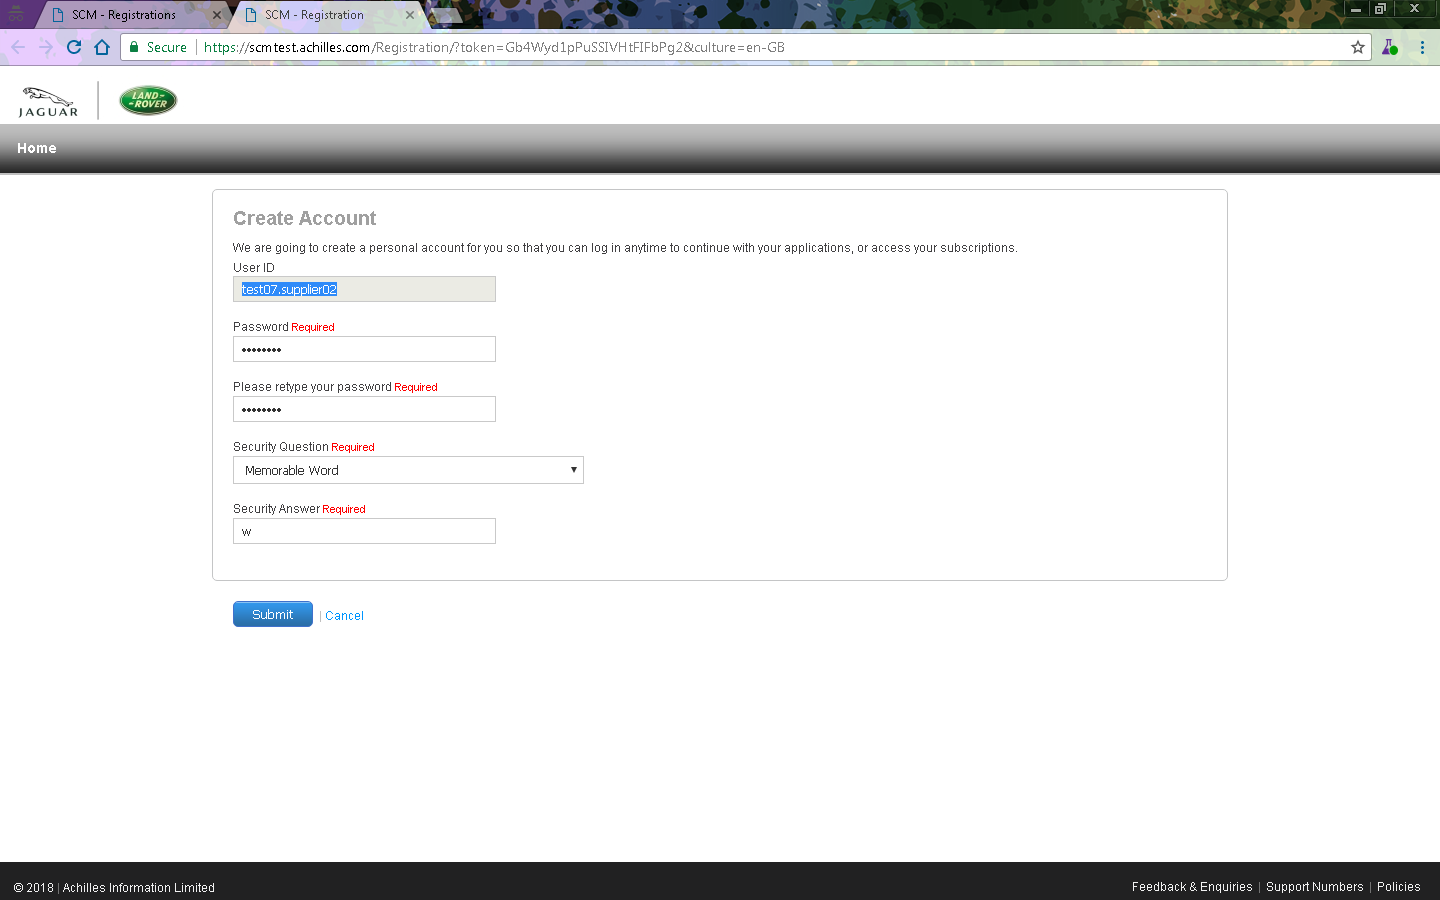 SCM - Registrations
SCM - Registration
Secure https://scmtest.achilles.com/Registration/?token=Gb4Wyd1pPuSSIVHtFIFbPg2&culture=en-GB
JAGUAR
LAND-
-ROVER
Home
Create Account
We are going to create a personal account for you so that you can log in anytime to continue with your applications, or access your subscriptions.
User ID
test07.supplier02
Password Required
••••••••
Please retype your password Required
••••••••
Security Question Required
Memorable Word
Security Answer Required
w
Submit | Cancel
© 2018 | Achilles Information Limited
Feedback & Enquiries | Support Numbers | Policies